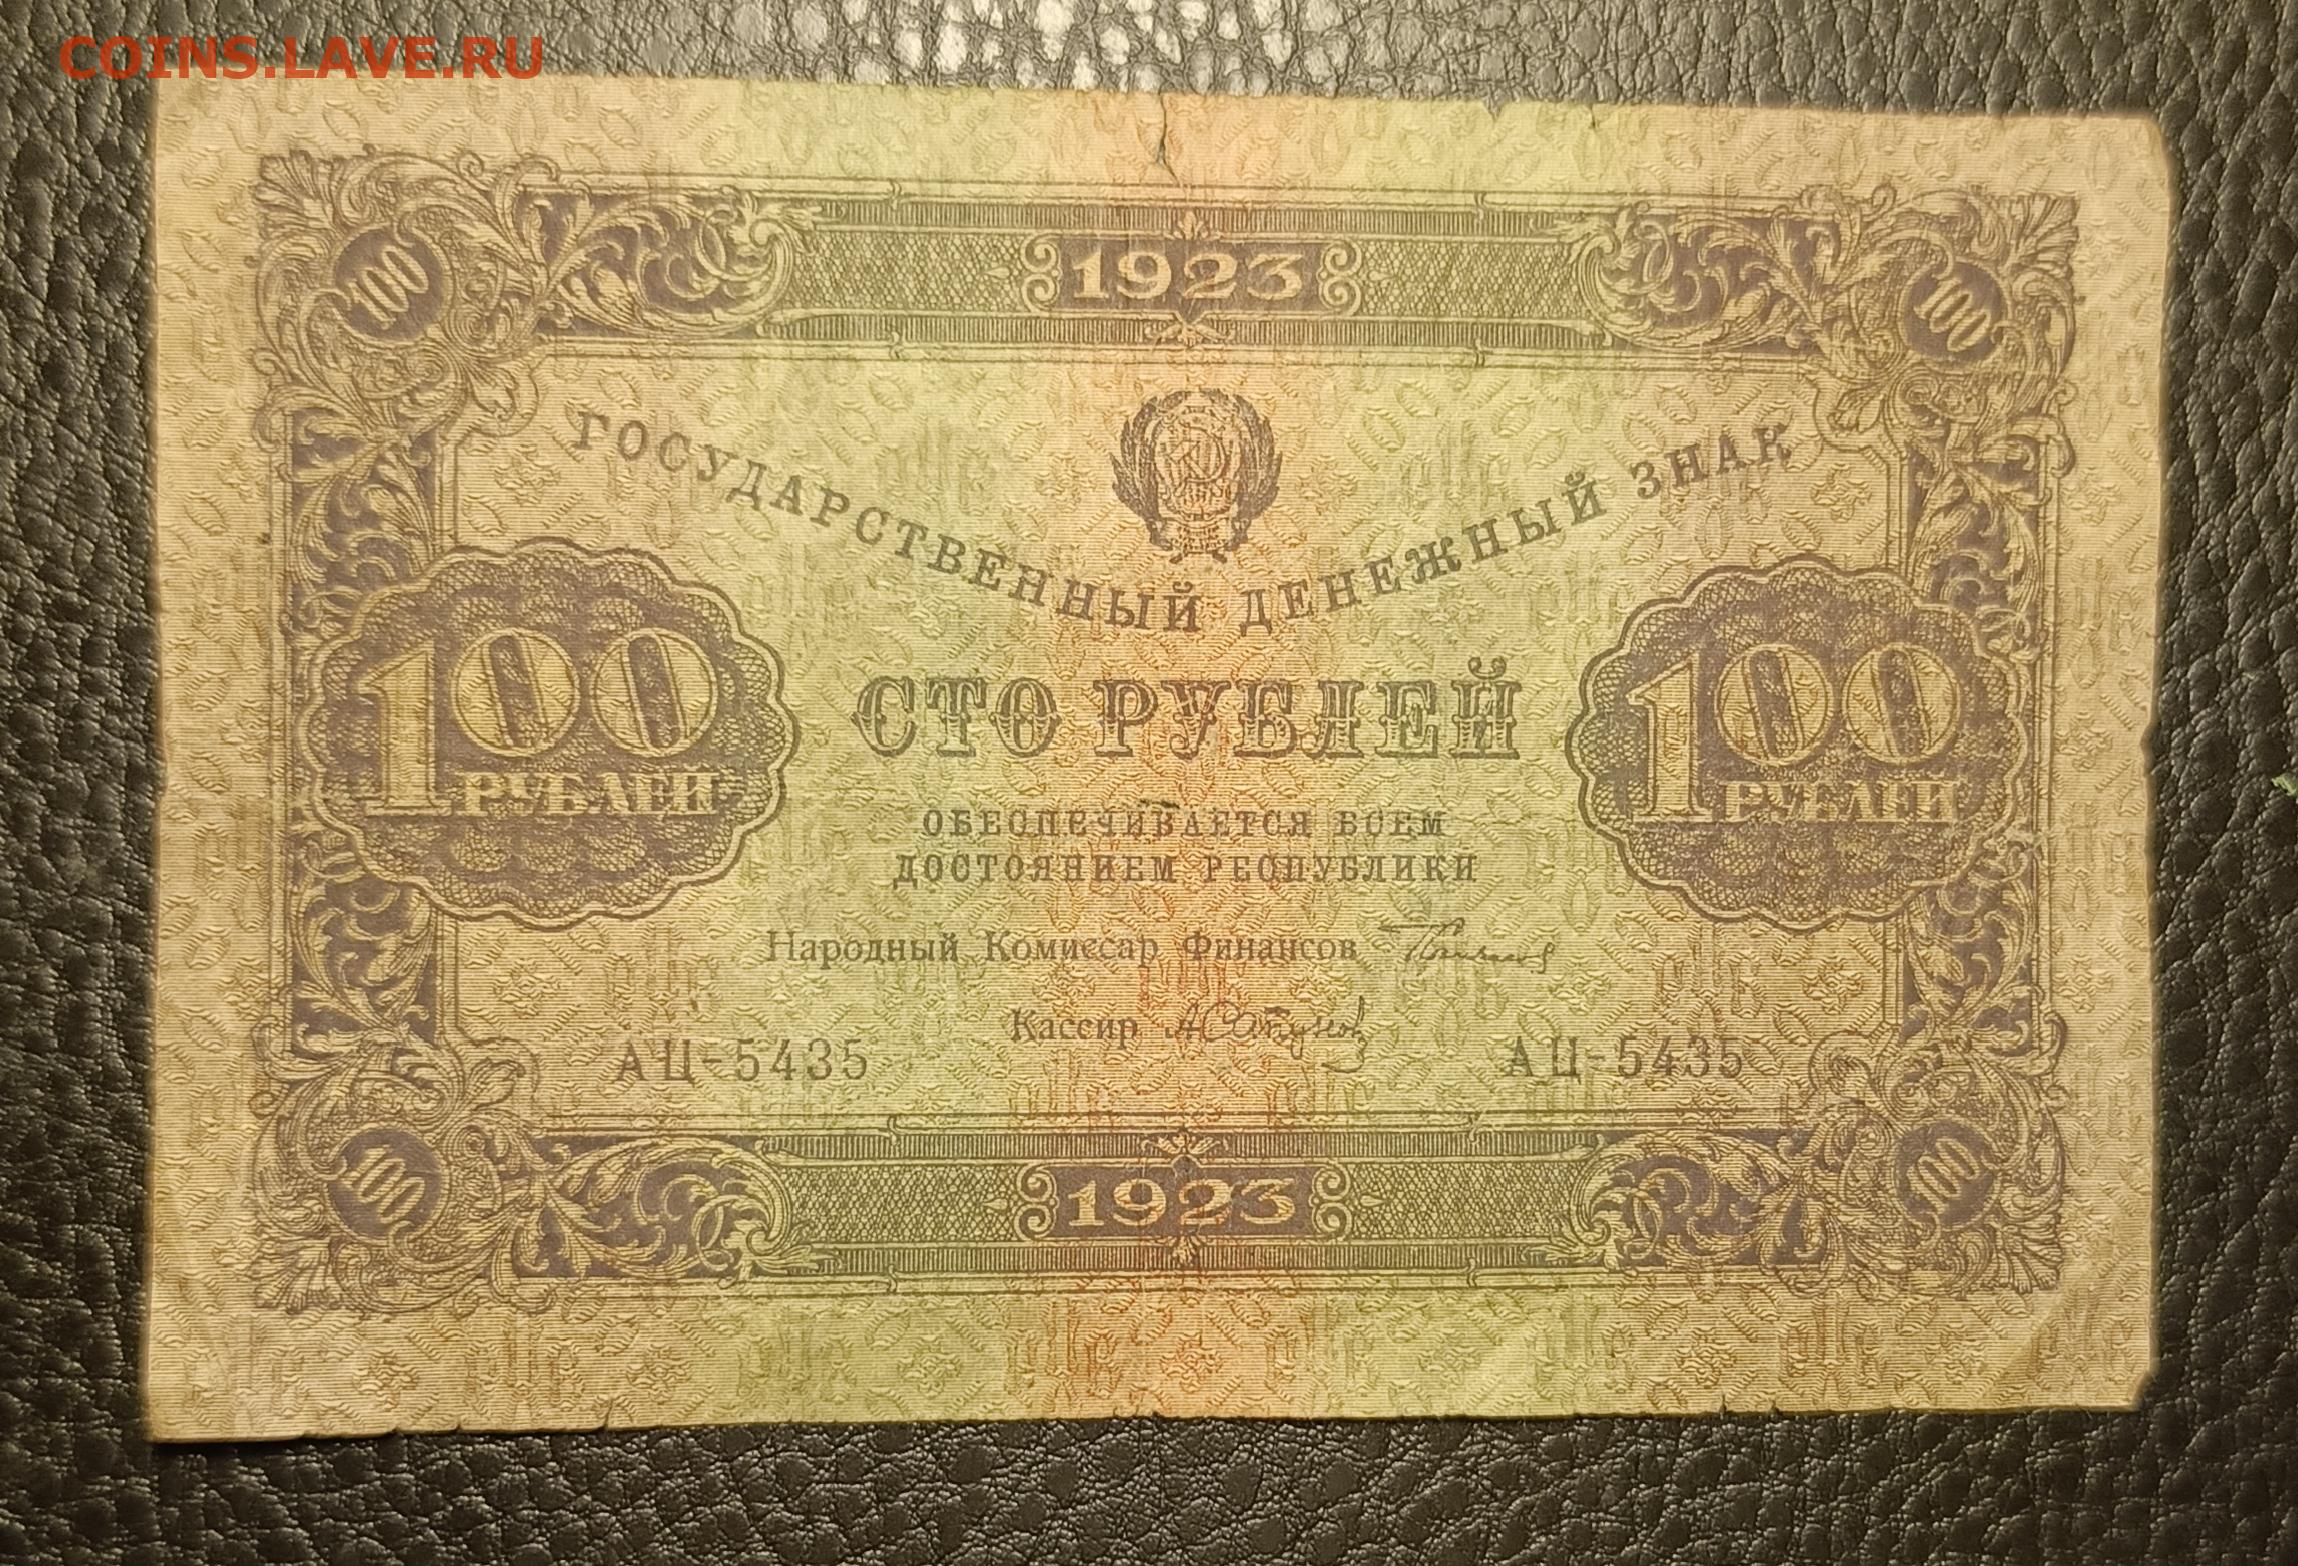 COINS.LAVE.RU
100 1923 100
ГОСУДАРСТВЕННЫЙ ДЕНЕЖНЫЙ ЗНАК
100
РУБЛЕЙ
СТО РУБЛЕЙ
100
РУБЛЕЙ
ОБЕСПЕЧИВАЕТСЯ ВСЕМ
ДОСТОЯНИЕМ РЕСПУБЛИКИ
Народный Комиссар Финансов
Кассир
АЦ-5435 АЦ-5435
100 1923 100